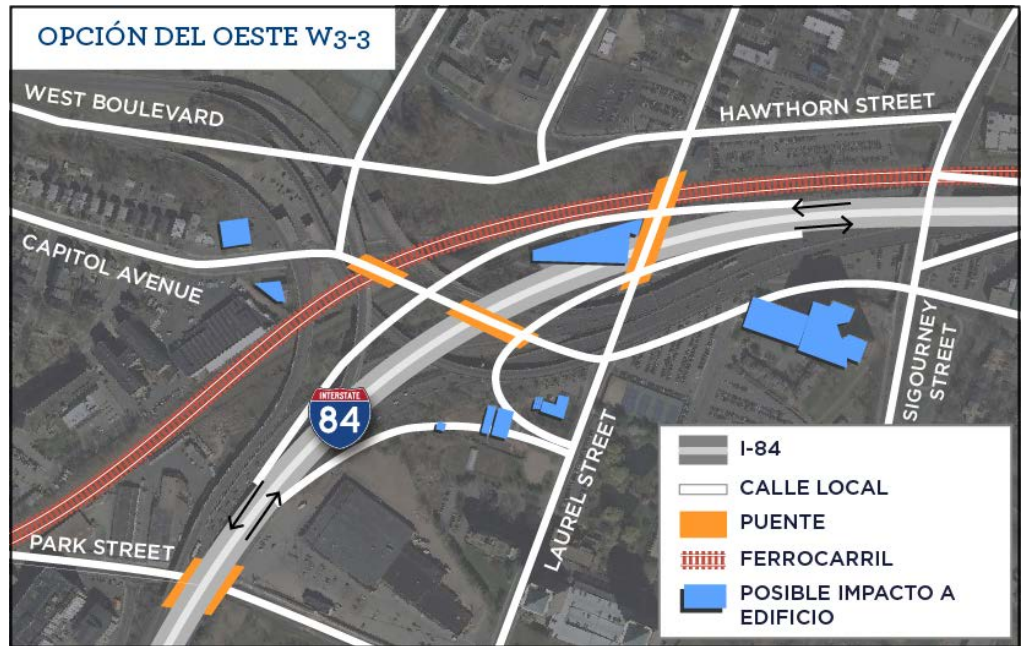 OPCIÓN DEL OESTE W3-3
WEST BOULEVARD
HAWTHORN STREET
CAPITOL AVENUE
INTERSTATE
84
SIGOURNEY
STREET
LAUREL STREET
PARK STREET
I-84
CALLE LOCAL
PUENTE
FERROCARRIL
POSIBLE IMPACTO A
EDIFICIO